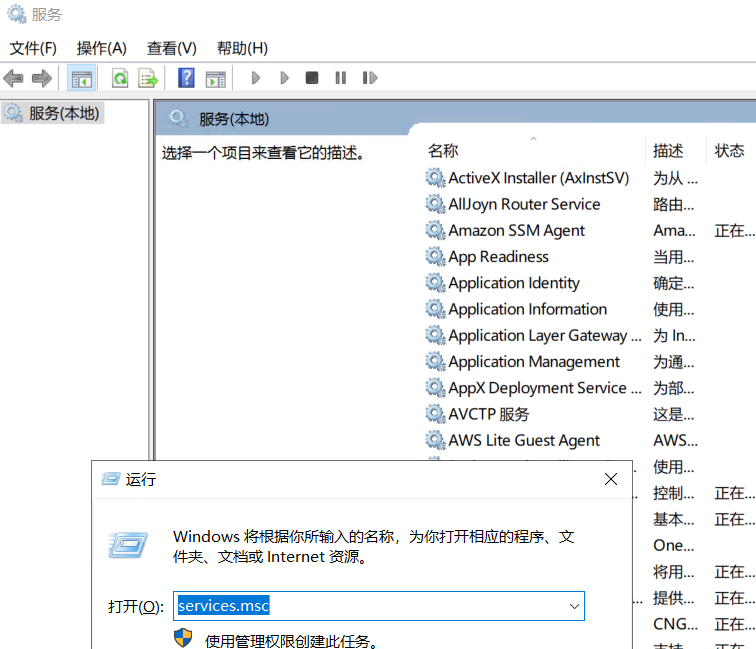 服务
文件(F) 操作(A) 查看(V) 帮助(H)
服务(本地)
服务(本地)
选择一个项目来查看它的描述。
名称 描述 状态
ActiveX Installer (AxInstSV) 为从 ...
AllJoyn Router Service 路由...
Amazon SSM Agent Ama... 正在...
App Readiness 当用...
Application Identity 确定...
Application Information 使用...
Application Layer Gateway ... 为 In...
Application Management 为通...
AppX Deployment Service ... 为部...
AVCTP 服务 这是...
AWS Lite Guest Agent AWS...
使用...
控制... 正在...
基本... 正在...
One...
将用... 正在...
提供... 正在...
CNG... 正在...
运行
Windows 将根据你所输入的名称，为你打开相应的程序、文
件夹、文档或 Internet 资源。
打开(O): services.msc
使用管理权限创建此任务。